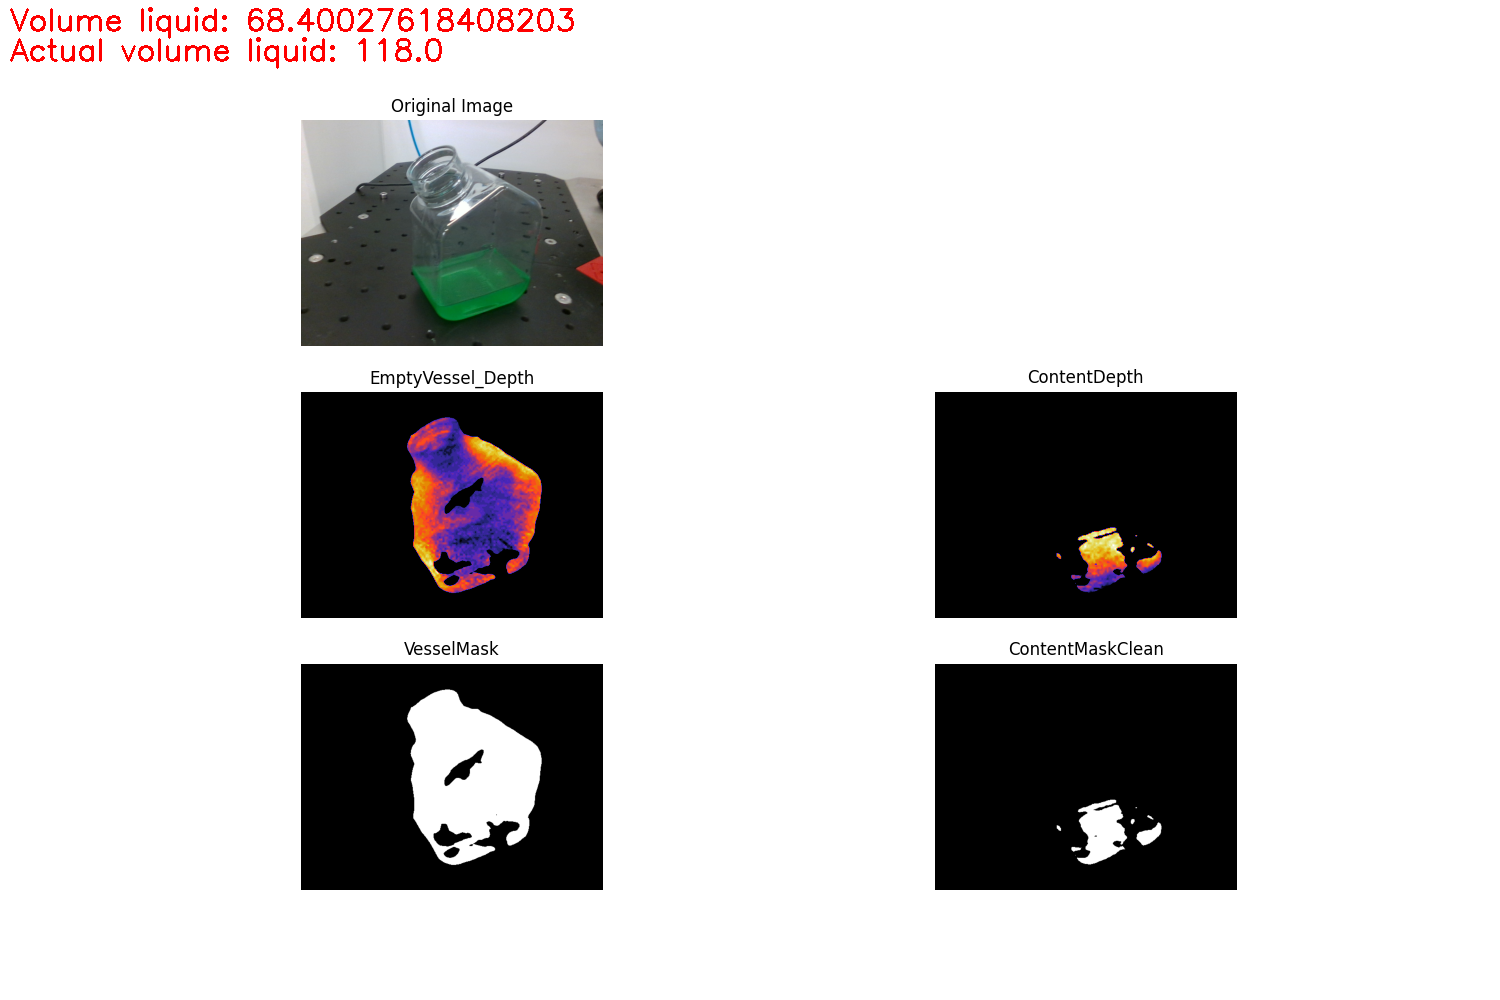 Volume liquid: 68.40027618408203
Actual volume liquid: 118.0
Original Image
EmptyVessel_Depth
ContentDepth
VesselMask
ContentMaskClean